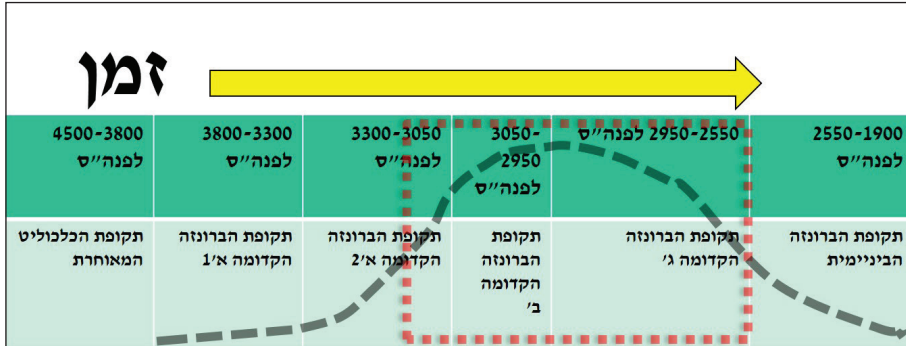 זמן
4500-3800
לפנה״ס
3800-3300
לפנה״ס
3300-3050
לפנה״ס
3050-
2950
לפנה״ס
2950-2550 לפנה״ס
2550-1900
לפנה״ס
תקופת הכלכוליט
המאוחרת
תקופת הברונזה
הקדומה א'1
תקופת הברונזה
הקדומה א'2
תקופת
הברונזה
הקדומה
ב'
תקופת הברונזה
הקדומה ג'
תקופת הברונזה
הביניימית